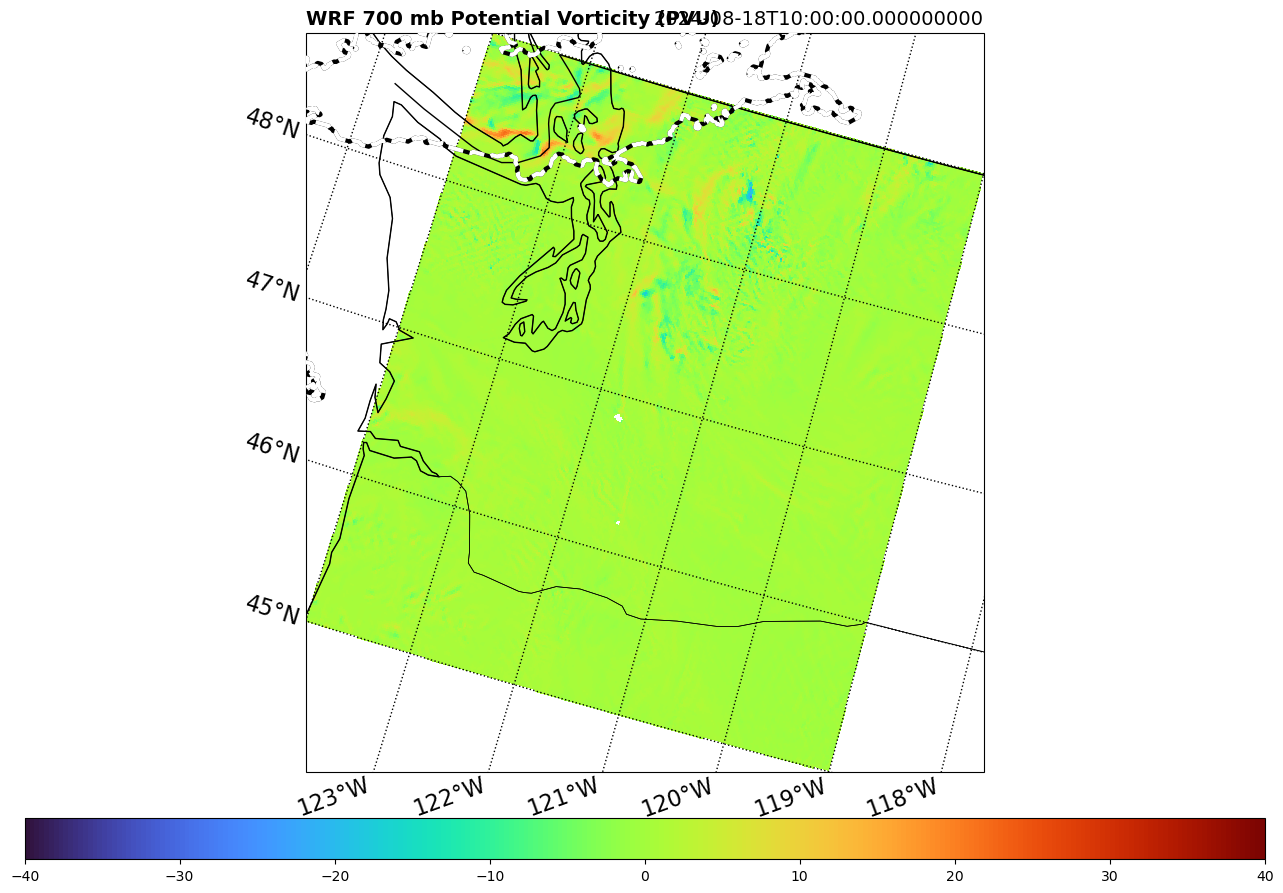 WRF 700 mb Potential Vorticity (PVU)
2024-08-18T10:00:00.000000000
48°N
47°N
46°N
45°N
123°W 122°W 121°W 120°W 119°W 118°W
−40 −30 −20 −10 0 10 20 30 40